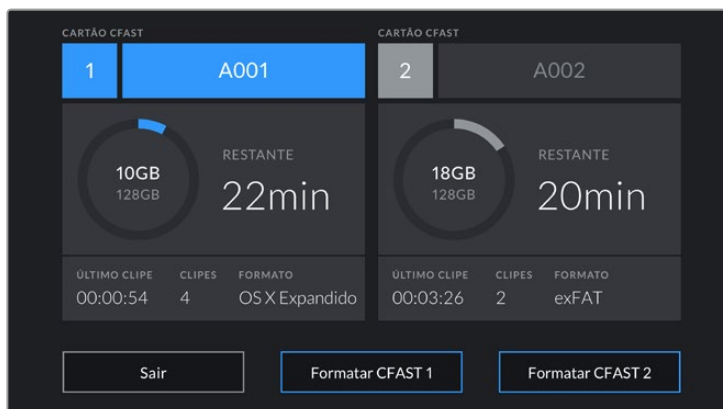 CARTÃO CFAST
1 A001
10GB
128GB
RESTANTE
22min
ÚLTIMO CLIPE CLIPES FORMATO
00:00:54 4 OS X Expandido
CARTÃO CFAST
2 A002
18GB
128GB
RESTANTE
20min
ÚLTIMO CLIPE CLIPES FORMATO
00:03:26 2 exFAT
Sair Formatar CFAST 1 Formatar CFAST 2